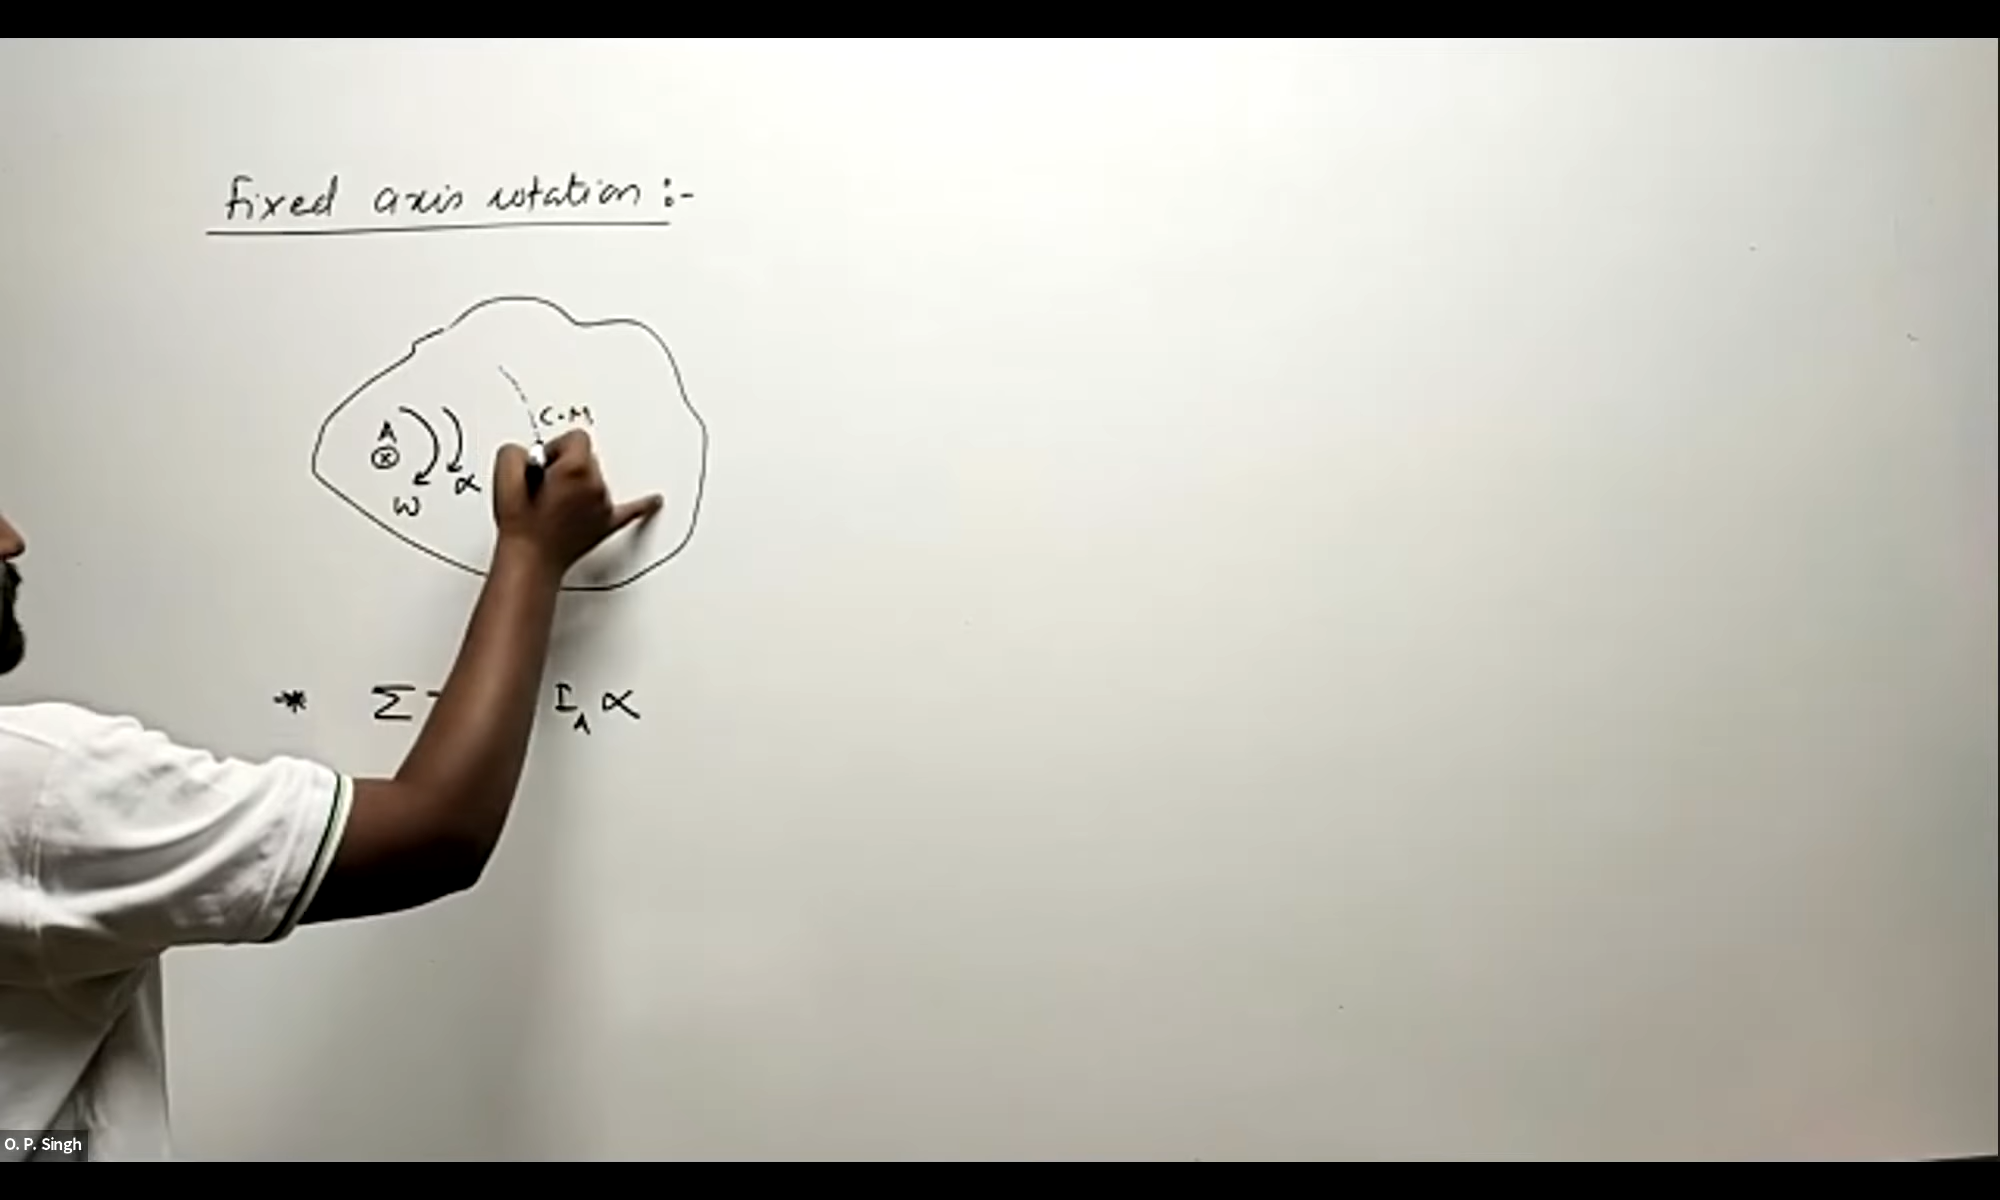 fixed axis rotation :-
C.M
A
ω
α
* Σ I_A α
O. P. Singh